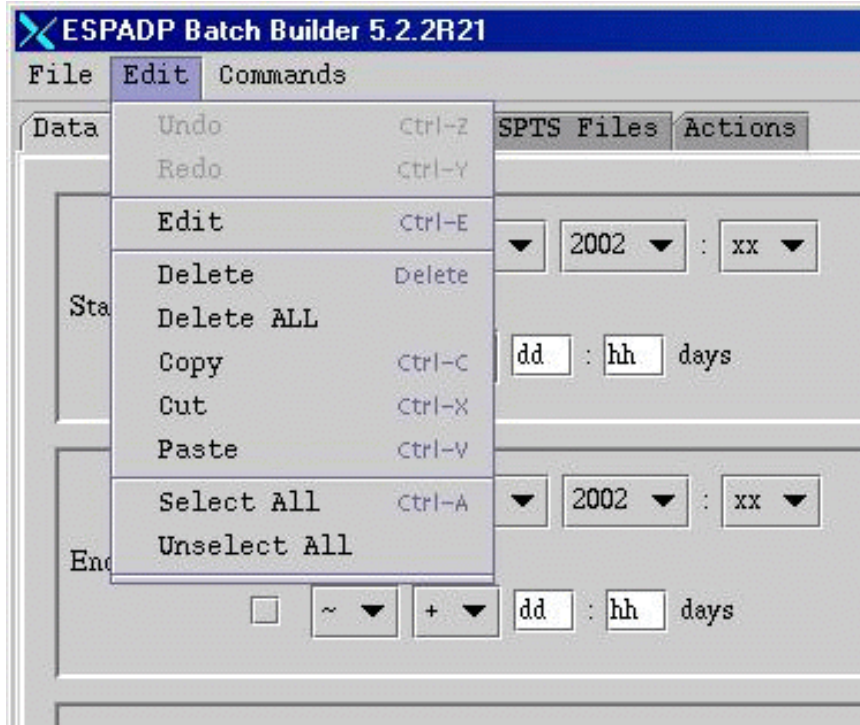 ESPADP Batch Builder 5.2.2R21
File Edit Commands
Data SPTS Files Actions
Undo Ctrl-Z
Redo Ctrl-Y
Edit Ctrl-E
2002 : xx
Delete Delete
Sta
Delete ALL
Copy Ctrl-C
dd : hh days
Cut Ctrl-X
Paste Ctrl-V
Select All Ctrl-A
2002 : xx
Unselect All
End
~ + dd : hh days